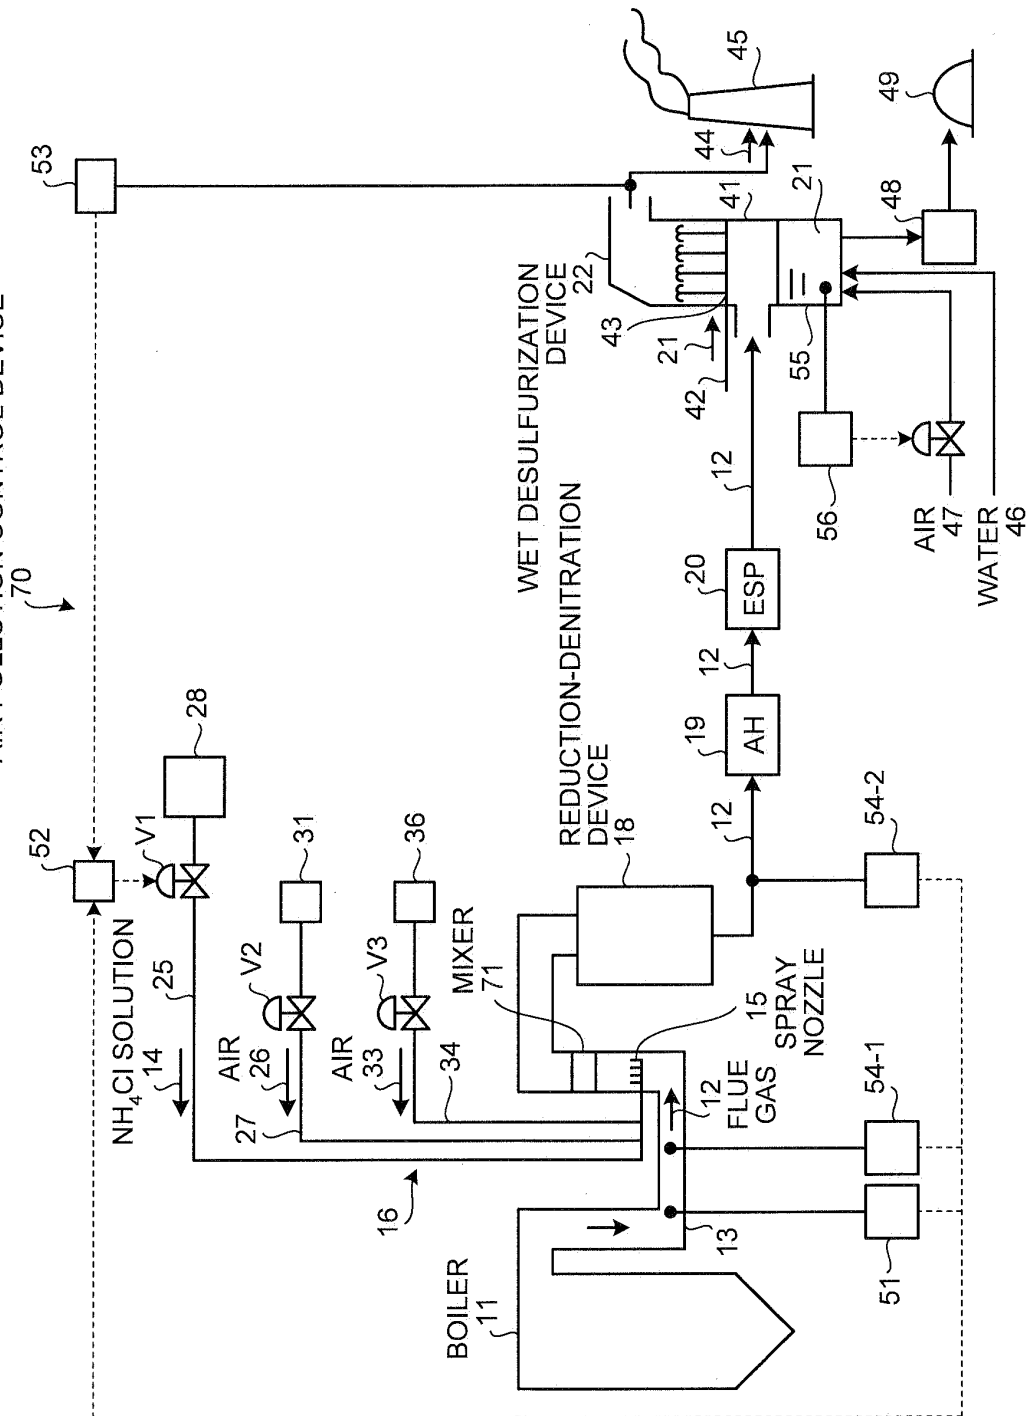 AIR POLLUTION CONTROL DEVICE
70
53
52
V1
28
NH4Cl SOLUTION
14
25
AIR
26
27
V2
31
AIR
33
34
V3
36
16
BOILER
11
MIXER
71
REDUCTION-DENITRATION
DEVICE
18
WET DESULFURIZATION
DEVICE
22
43
21
42
41
44
45
13
12
FLUE
GAS
15
SPRAY
NOZZLE
12
19
AH
12
20
ESP
12
55
21
56
48
49
51
54-1
54-2
AIR
47
WATER
46